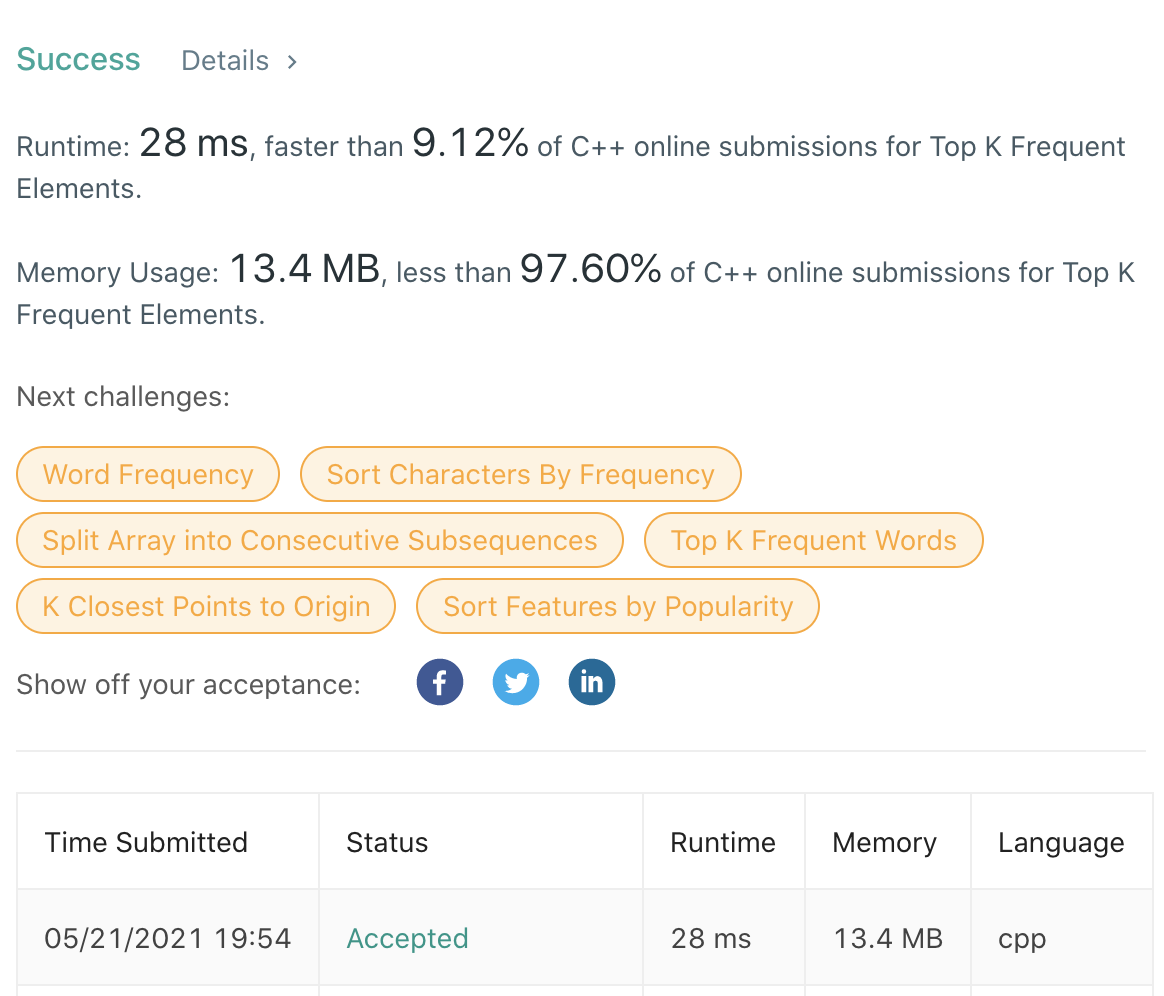 Success Details >
Runtime: 28 ms, faster than 9.12% of C++ online submissions for Top K Frequent
Elements.
Memory Usage: 13.4 MB, less than 97.60% of C++ online submissions for Top K
Frequent Elements.
Next challenges:
Word Frequency Sort Characters By Frequency
Split Array into Consecutive Subsequences Top K Frequent Words
K Closest Points to Origin Sort Features by Popularity
Show off your acceptance: f in
Time Submitted Status Runtime Memory Language
05/21/2021 19:54 Accepted 28 ms 13.4 MB cpp